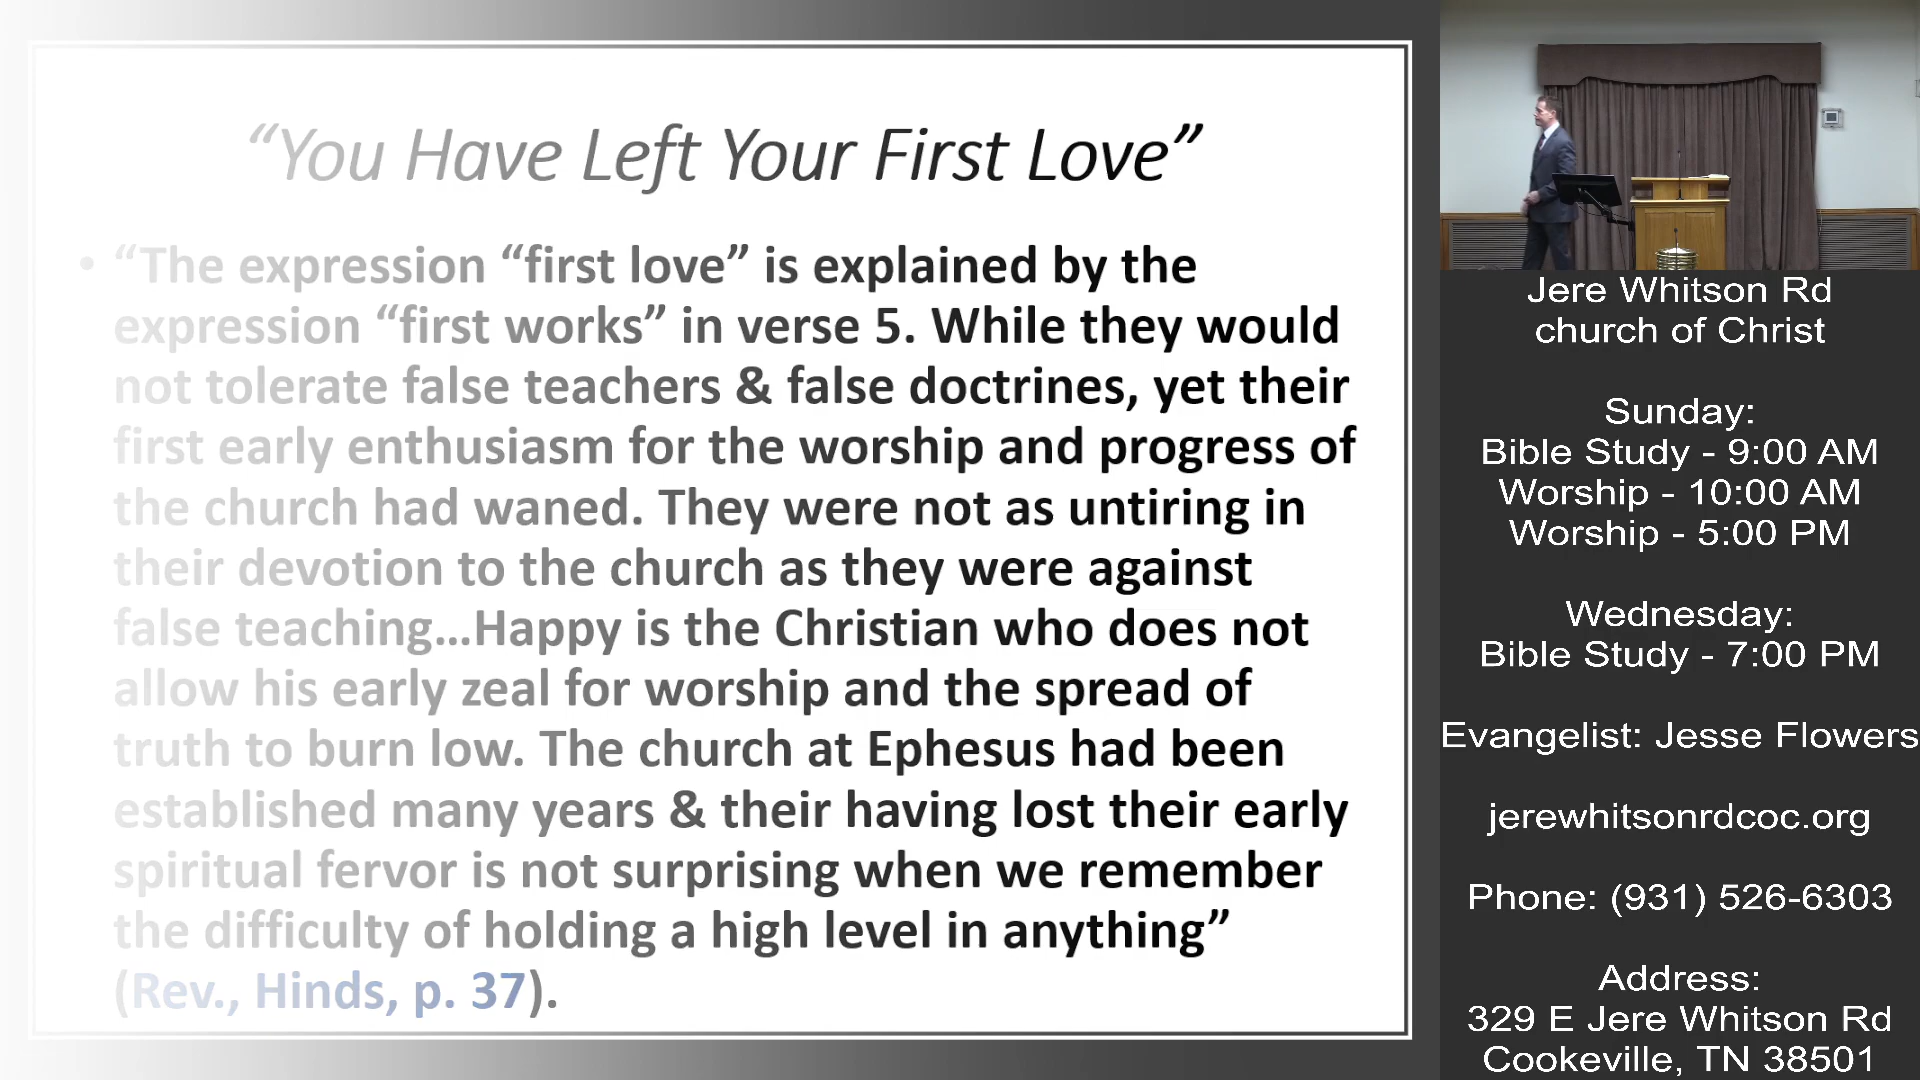 “You Have Left Your First Love”
• “The expression “first love” is explained by the
expression “first works” in verse 5. While they would
not tolerate false teachers & false doctrines, yet their
first early enthusiasm for the worship and progress of
the church had waned. They were not as untiring in
their devotion to the church as they were against
false teaching...Happy is the Christian who does not
allow his early zeal for worship and the spread of
truth to burn low. The church at Ephesus had been
established many years & their having lost their early
spiritual fervor is not surprising when we remember
the difficulty of holding a high level in anything”
(Rev., Hinds, p. 37).
Jere Whitson Rd
church of Christ
Sunday:
Bible Study - 9:00 AM
Worship - 10:00 AM
Worship - 5:00 PM
Wednesday:
Bible Study - 7:00 PM
Evangelist: Jesse Flowers
jerewhitsonrdcoc.org
Phone: (931) 526-6303
Address:
329 E Jere Whitson Rd
Cookeville, TN 38501